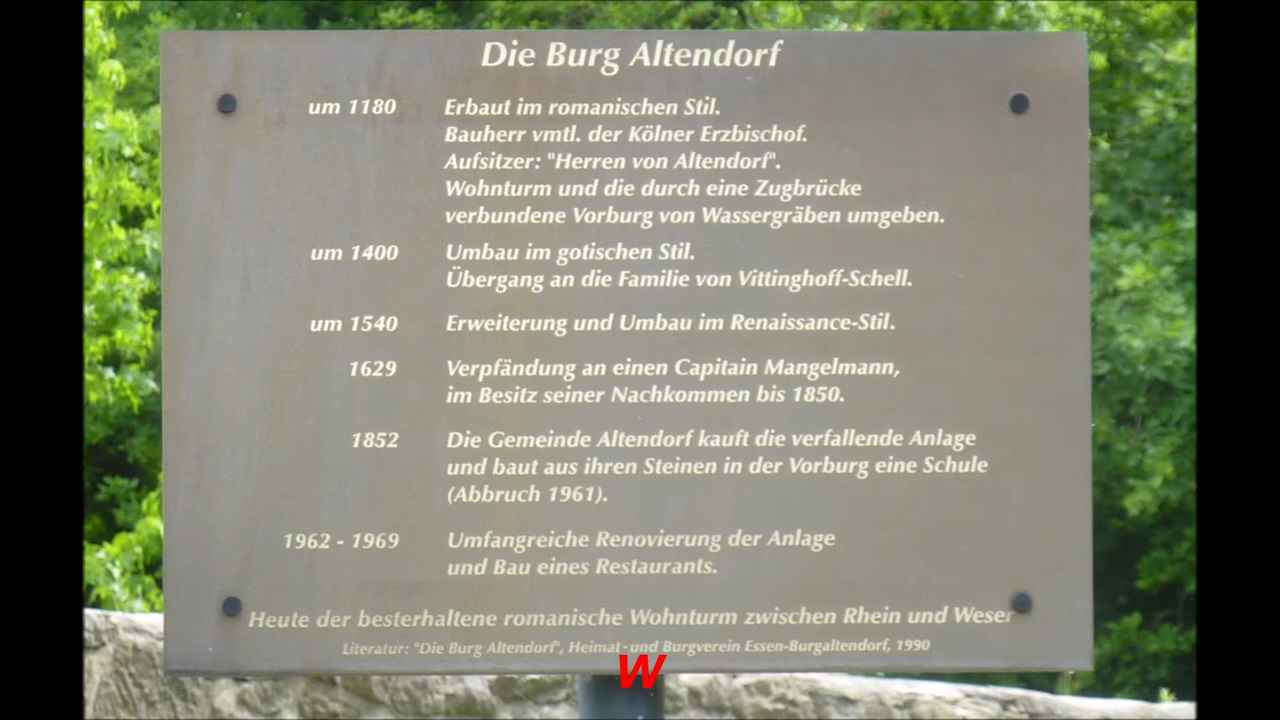 Die Burg Altendorf
um 1180 Erbaut im romanischen Stil.
Bauherr vmtl. der Kölner Erzbischof.
Aufsitzer: "Herren von Altendorf".
Wohnturm und die durch eine Zugbrücke
verbundene Vorburg von Wassergräben umgeben.
um 1400 Umbau im gotischen Stil.
Übergang an die Familie von Vittinghoff-Schell.
um 1540 Erweiterung und Umbau im Renaissance-Stil.
1629 Verpfändung an einen Capitain Mangelmann,
im Besitz seiner Nachkommen bis 1850.
1852 Die Gemeinde Altendorf kauft die verfallende Anlage
und baut aus ihren Steinen in der Vorburg eine Schule
(Abbruch 1961).
1962 - 1969 Umfangreiche Renovierung der Anlage
und Bau eines Restaurants.
Heute der besterhaltene romanische Wohnturm zwischen Rhein und Weser
Literatur: "Die Burg Altendorf", Heimat- und Burgverein Essen-Burgaltendorf, 1990
W